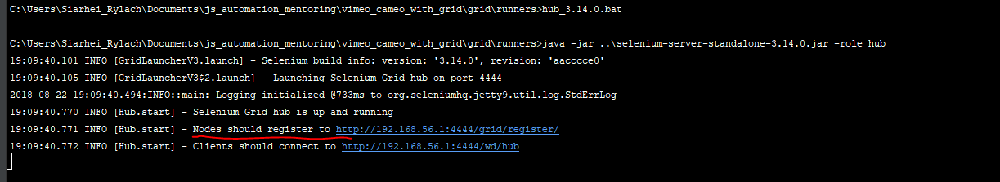 C:\Users\Siarhei_Rylach\Documents\js_automation_mentoring\vimeo_cameo_with_grid\grid\runners>hub_3.14.0.bat
C:\Users\Siarhei_Rylach\Documents\js_automation_mentoring\vimeo_cameo_with_grid\grid\runners>java -jar ..\selenium-server-standalone-3.14.0.jar -role hub
19:09:40.101 INFO [GridLauncherV3.launch] - Selenium build info: version: '3.14.0', revision: 'aacccce0'
19:09:40.105 INFO [GridLauncherV3$2.launch] - Launching Selenium Grid hub on port 4444
2018-08-22 19:09:40.494:INFO::main: Logging initialized @733ms to org.seleniumhq.jetty9.util.log.StdErrLog
19:09:40.770 INFO [Hub.start] - Selenium Grid hub is up and running
19:09:40.771 INFO [Hub.start] - Nodes should register to http://192.168.56.1:4444/grid/register/
19:09:40.772 INFO [Hub.start] - Clients should connect to http://192.168.56.1:4444/wd/hub